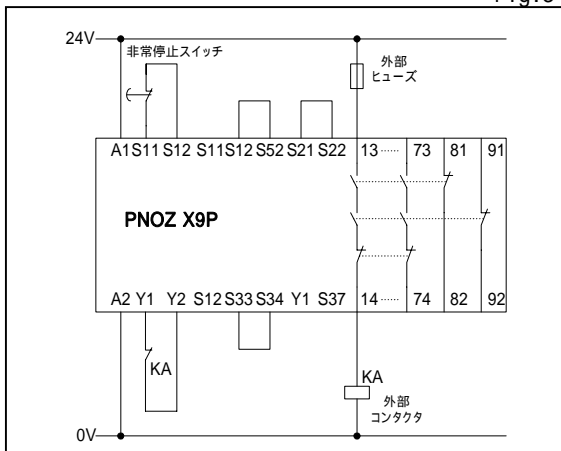 Fig.3
24V
非常停止スイッチ
外部
ヒューズ
A1 S11 S12 S11 S12 S52 S21 S22 13 ····· 73 81 91
PNOZ X9P
A2 Y1 Y2 S12 S33 S34 Y1 S37 14 ····· 74 82 92
KA
KA
外部
コンタクタ
0V